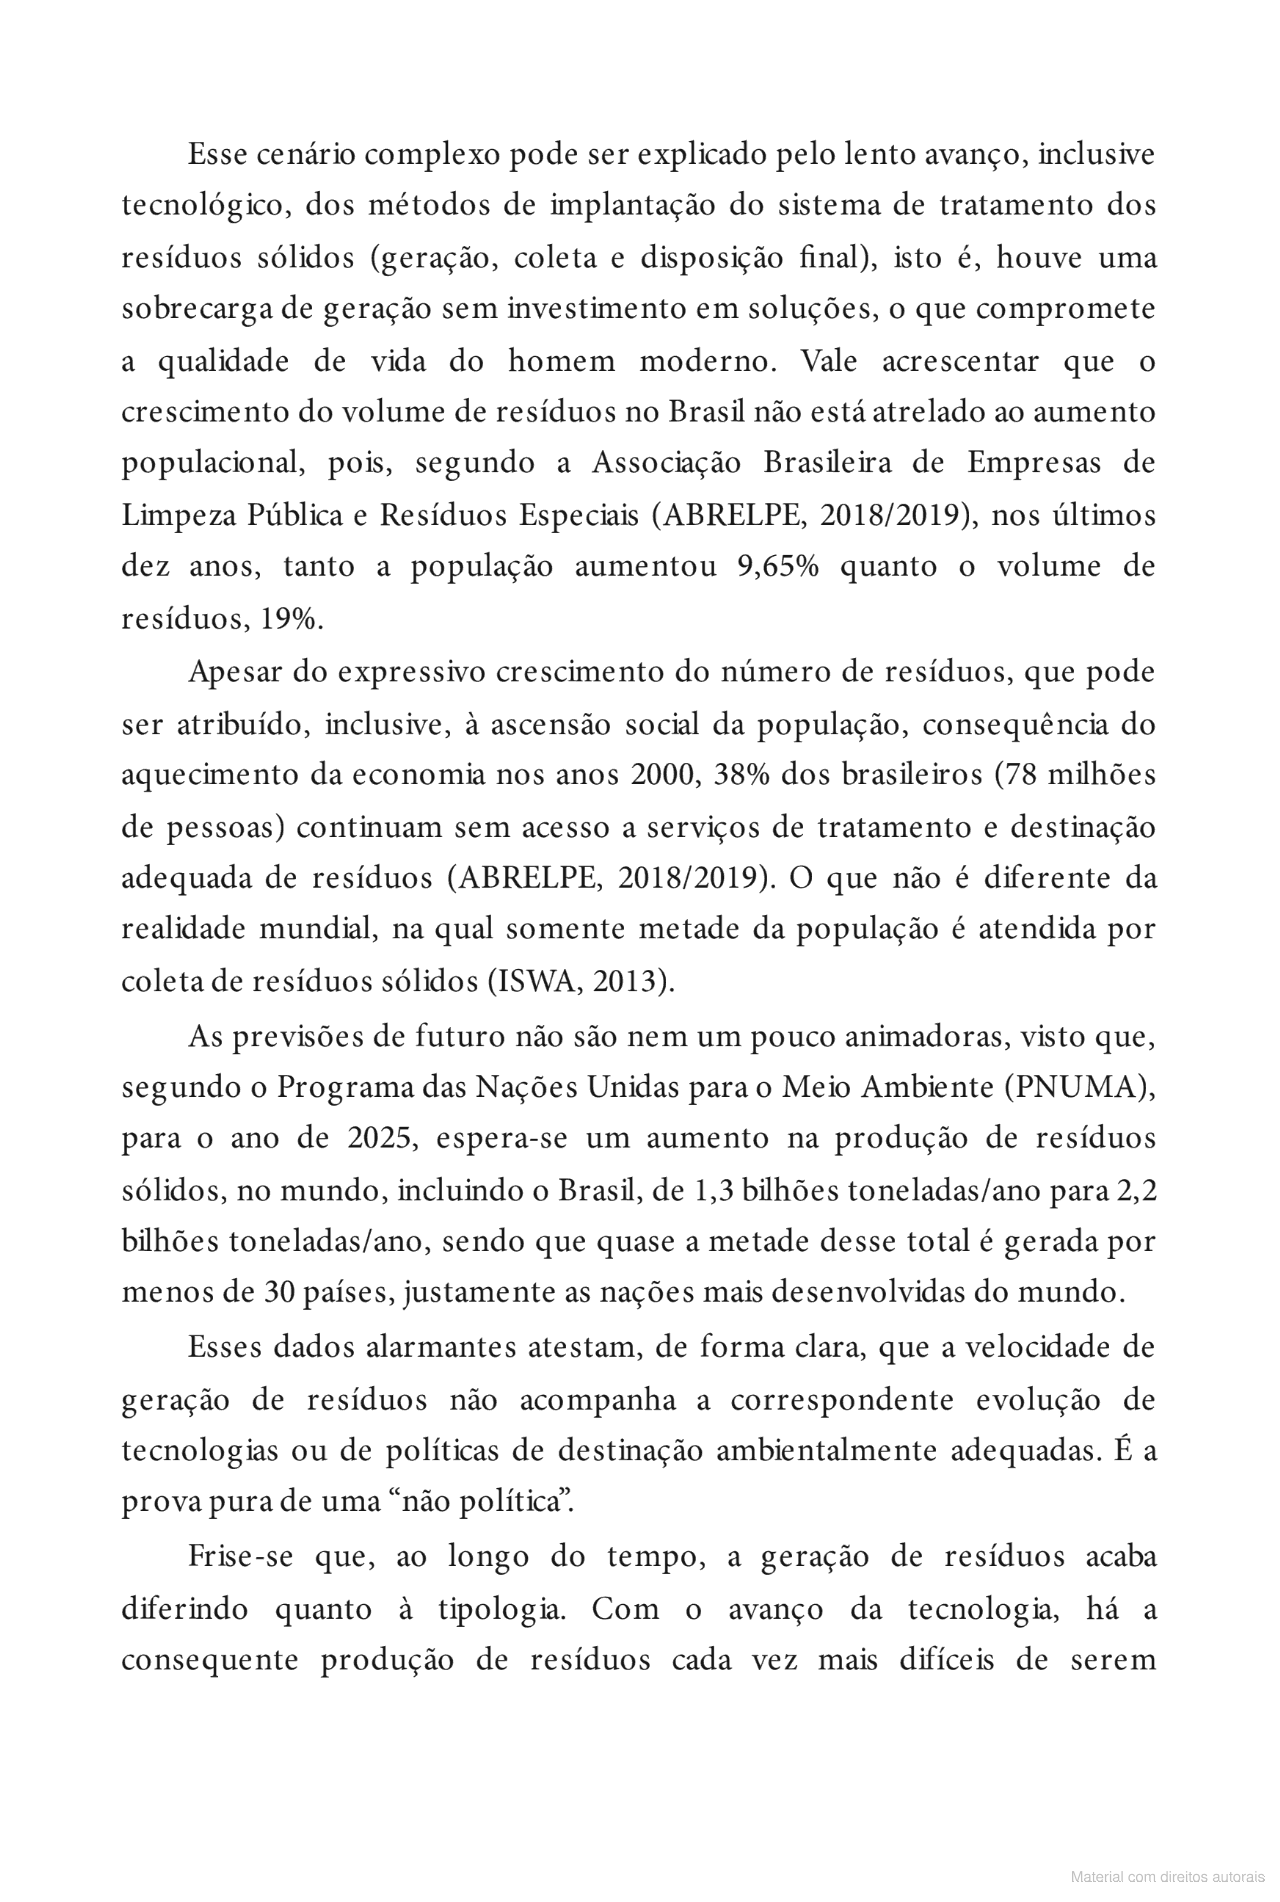 Esse cenário complexo pode ser explicado pelo lento avanço, inclusive
tecnológico, dos métodos de implantação do sistema de tratamento dos
resíduos sólidos (geração, coleta e disposição final), isto é, houve uma
sobrecarga de geração sem investimento em soluções, o que compromete
a qualidade de vida do homem moderno. Vale acrescentar que o
crescimento do volume de resíduos no Brasil não está atrelado ao aumento
populacional, pois, segundo a Associação Brasileira de Empresas de
Limpeza Pública e Resíduos Especiais (ABRELPE, 2018/2019), nos últimos
dez anos, tanto a população aumentou 9,65% quanto o volume de
resíduos, 19%.
Apesar do expressivo crescimento do número de resíduos, que pode
ser atribuído, inclusive, à ascensão social da população, consequência do
aquecimento da economia nos anos 2000, 38% dos brasileiros (78 milhões
de pessoas) continuam sem acesso a serviços de tratamento e destinação
adequada de resíduos (ABRELPE, 2018/2019). O que não é diferente da
realidade mundial, na qual somente metade da população é atendida por
coleta de resíduos sólidos (ISWA, 2013).
As previsões de futuro não são nem um pouco animadoras, visto que,
segundo o Programa das Nações Unidas para o Meio Ambiente (PNUMA),
para o ano de 2025, espera-se um aumento na produção de resíduos
sólidos, no mundo, incluindo o Brasil, de 1,3 bilhões toneladas/ano para 2,2
bilhões toneladas/ano, sendo que quase a metade desse total é gerada por
menos de 30 países, justamente as nações mais desenvolvidas do mundo.
Esses dados alarmantes atestam, de forma clara, que a velocidade de
geração de resíduos não acompanha a correspondente evolução de
tecnologias ou de políticas de destinação ambientalmente adequadas. É a
prova pura de uma “não política”.
Frise-se que, ao longo do tempo, a geração de resíduos acaba
diferindo quanto à tipologia. Com o avanço da tecnologia, há a
consequente produção de resíduos cada vez mais difíceis de serem
Material com direitos autorais